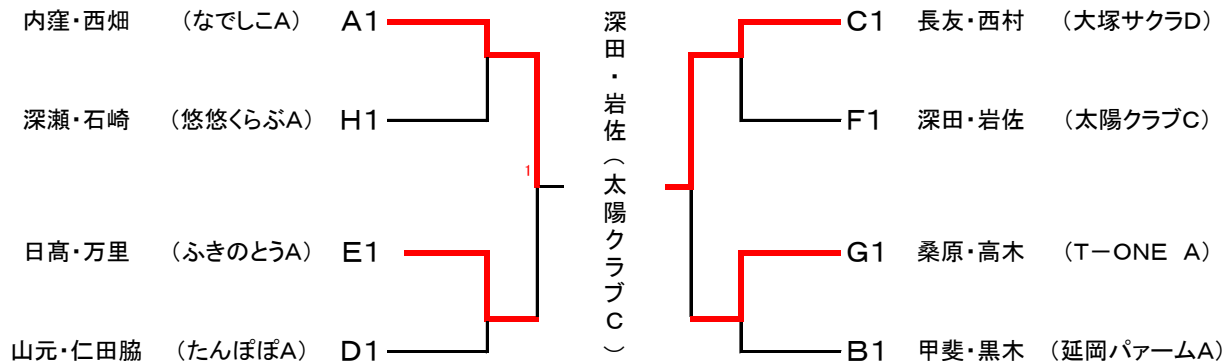 内窪・西畑 （なでしこA） A1
深瀬・石崎 （悠悠くらぶA） H1
1
日髙・万里 （ふきのとうA） E1
山元・仁田脇 （たんぽぽA） D1
深田・岩佐（太陽クラブC）
C1 長友・西村 （大塚サクラD）
F1 深田・岩佐 （太陽クラブC）
G1 桑原・高木 （T－ONE A）
B1 甲斐・黒木 （延岡パァームA）